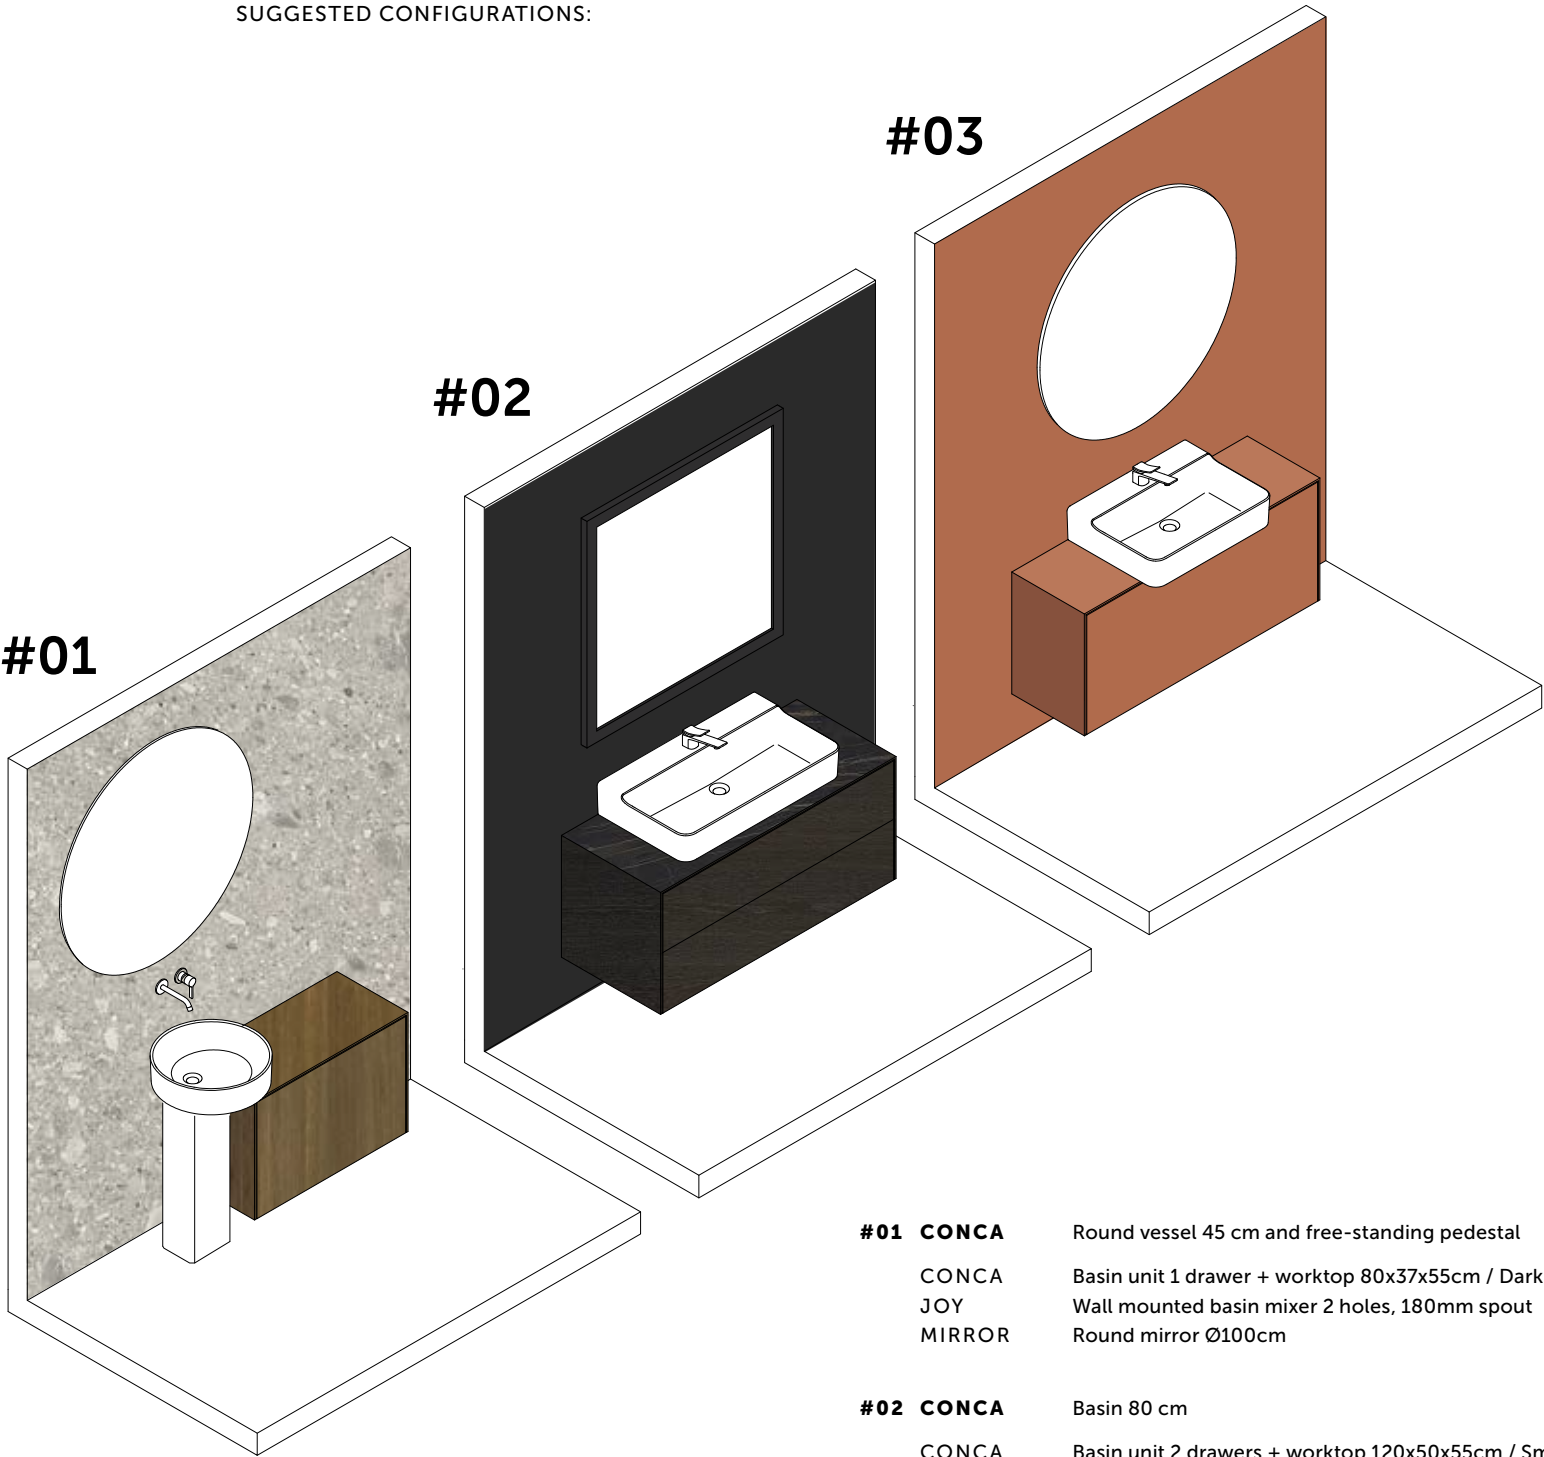 SUGGESTED CONFIGURATIONS:
#03
#02
#01
#01 CONCA Round vessel 45 cm and free-standing pedestal
CONCA Basin unit 1 drawer + worktop 80x37x55cm / Dark
JOY Wall mounted basin mixer 2 holes, 180mm spout
MIRROR Round mirror Ø100cm
#02 CONCA Basin 80 cm
CONCA Basin unit 2 drawers + worktop 120x50x55cm /